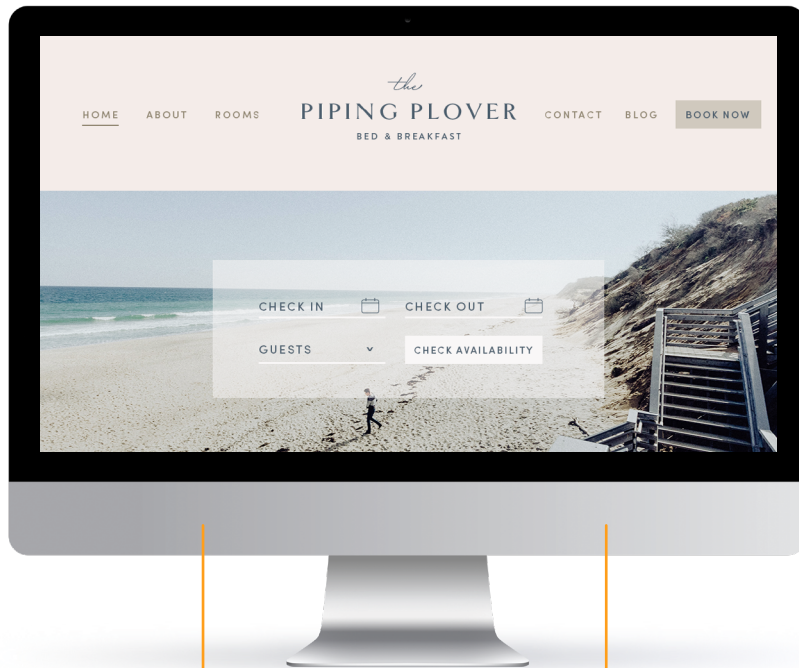 the
HOME ABOUT ROOMS PIPING PLOVER CONTACT BLOG BOOK NOW
BED & BREAKFAST
CHECK IN CHECK OUT
GUESTS CHECK AVAILABILITY